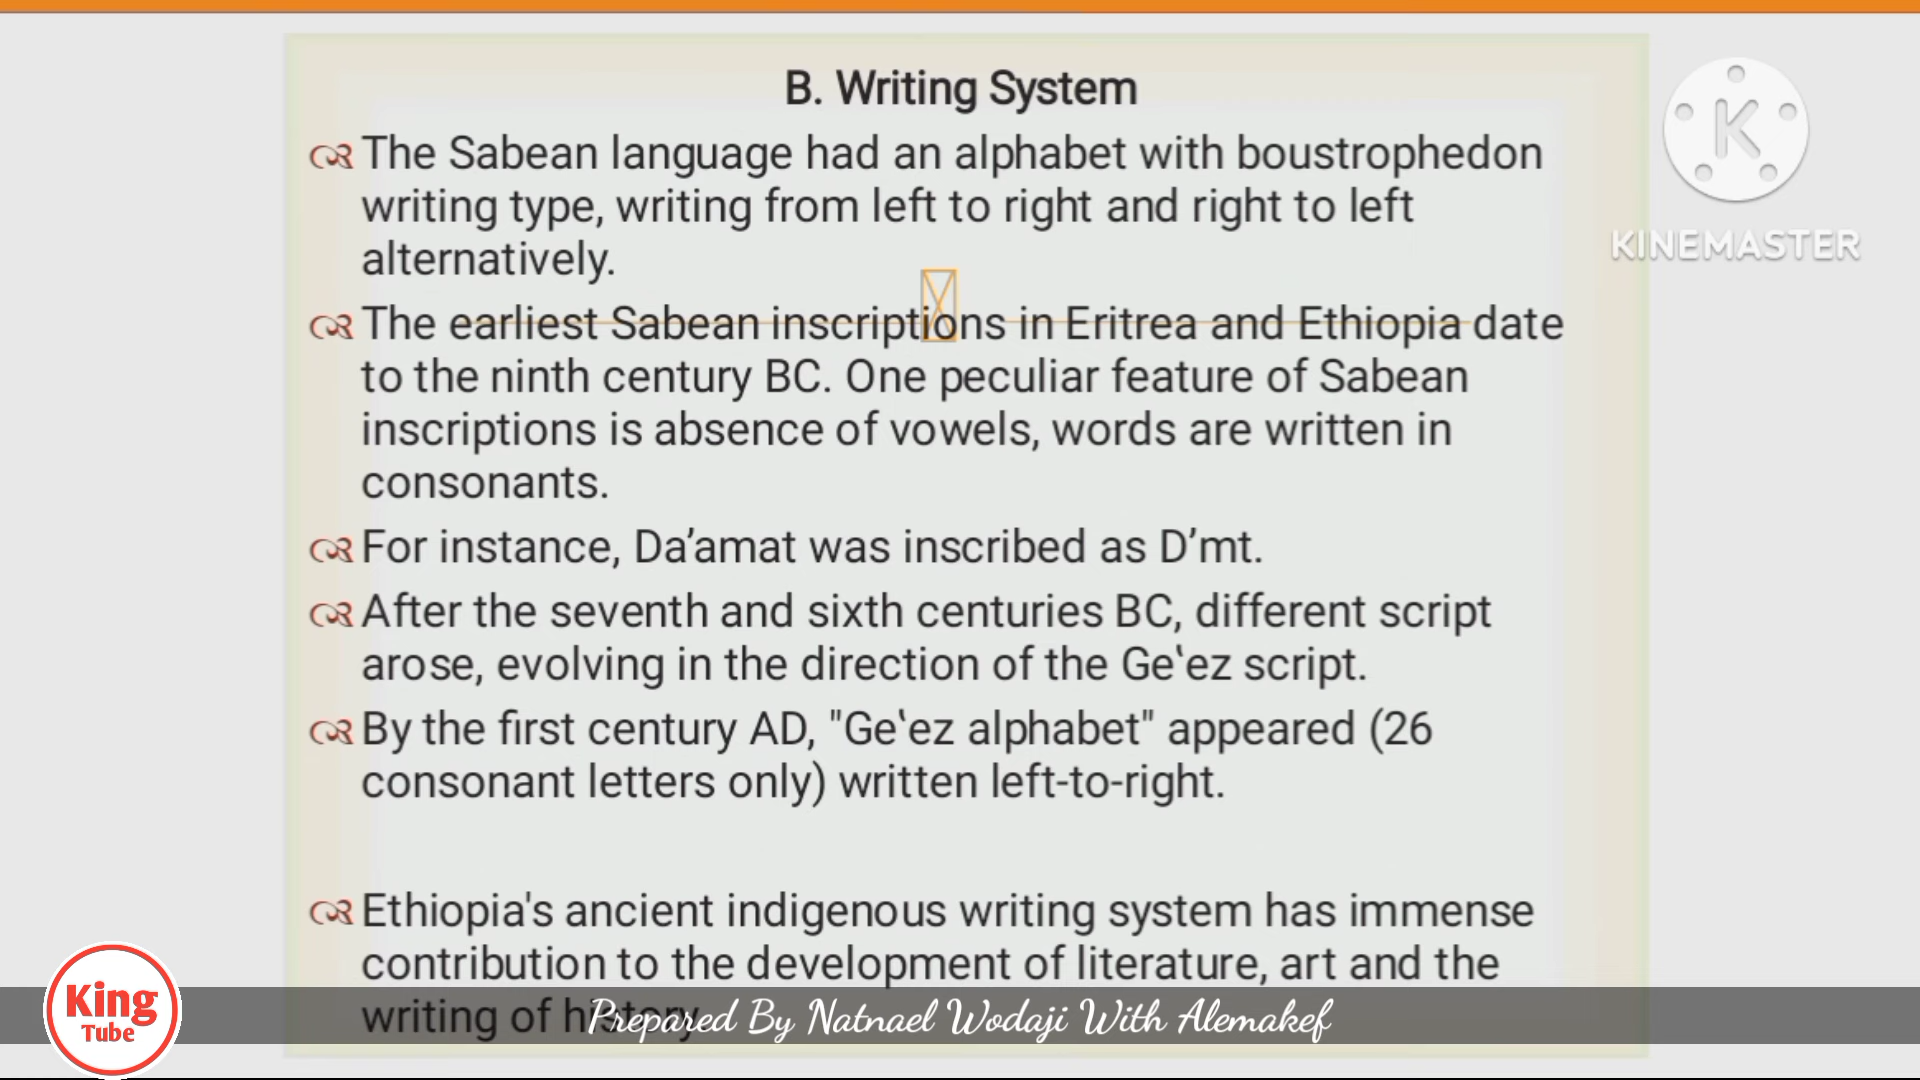 B. Writing System
The Sabean language had an alphabet with boustrophedon
writing type, writing from left to right and right to left
alternatively.
The earliest Sabean inscriptions in Eritrea and Ethiopia date
to the ninth century BC. One peculiar feature of Sabean
inscriptions is absence of vowels, words are written in
consonants.
For instance, Da’amat was inscribed as D’mt.
After the seventh and sixth centuries BC, different script
arose, evolving in the direction of the Ge‛ez script.
By the first century AD, "Ge‛ez alphabet" appeared (26
consonant letters only) written left-to-right.
Ethiopia's ancient indigenous writing system has immense
contribution to the development of literature, art and the
writing of history
Prepared By Natnael Wodaji With Alemakef
King
Tube
K
KINEMASTER